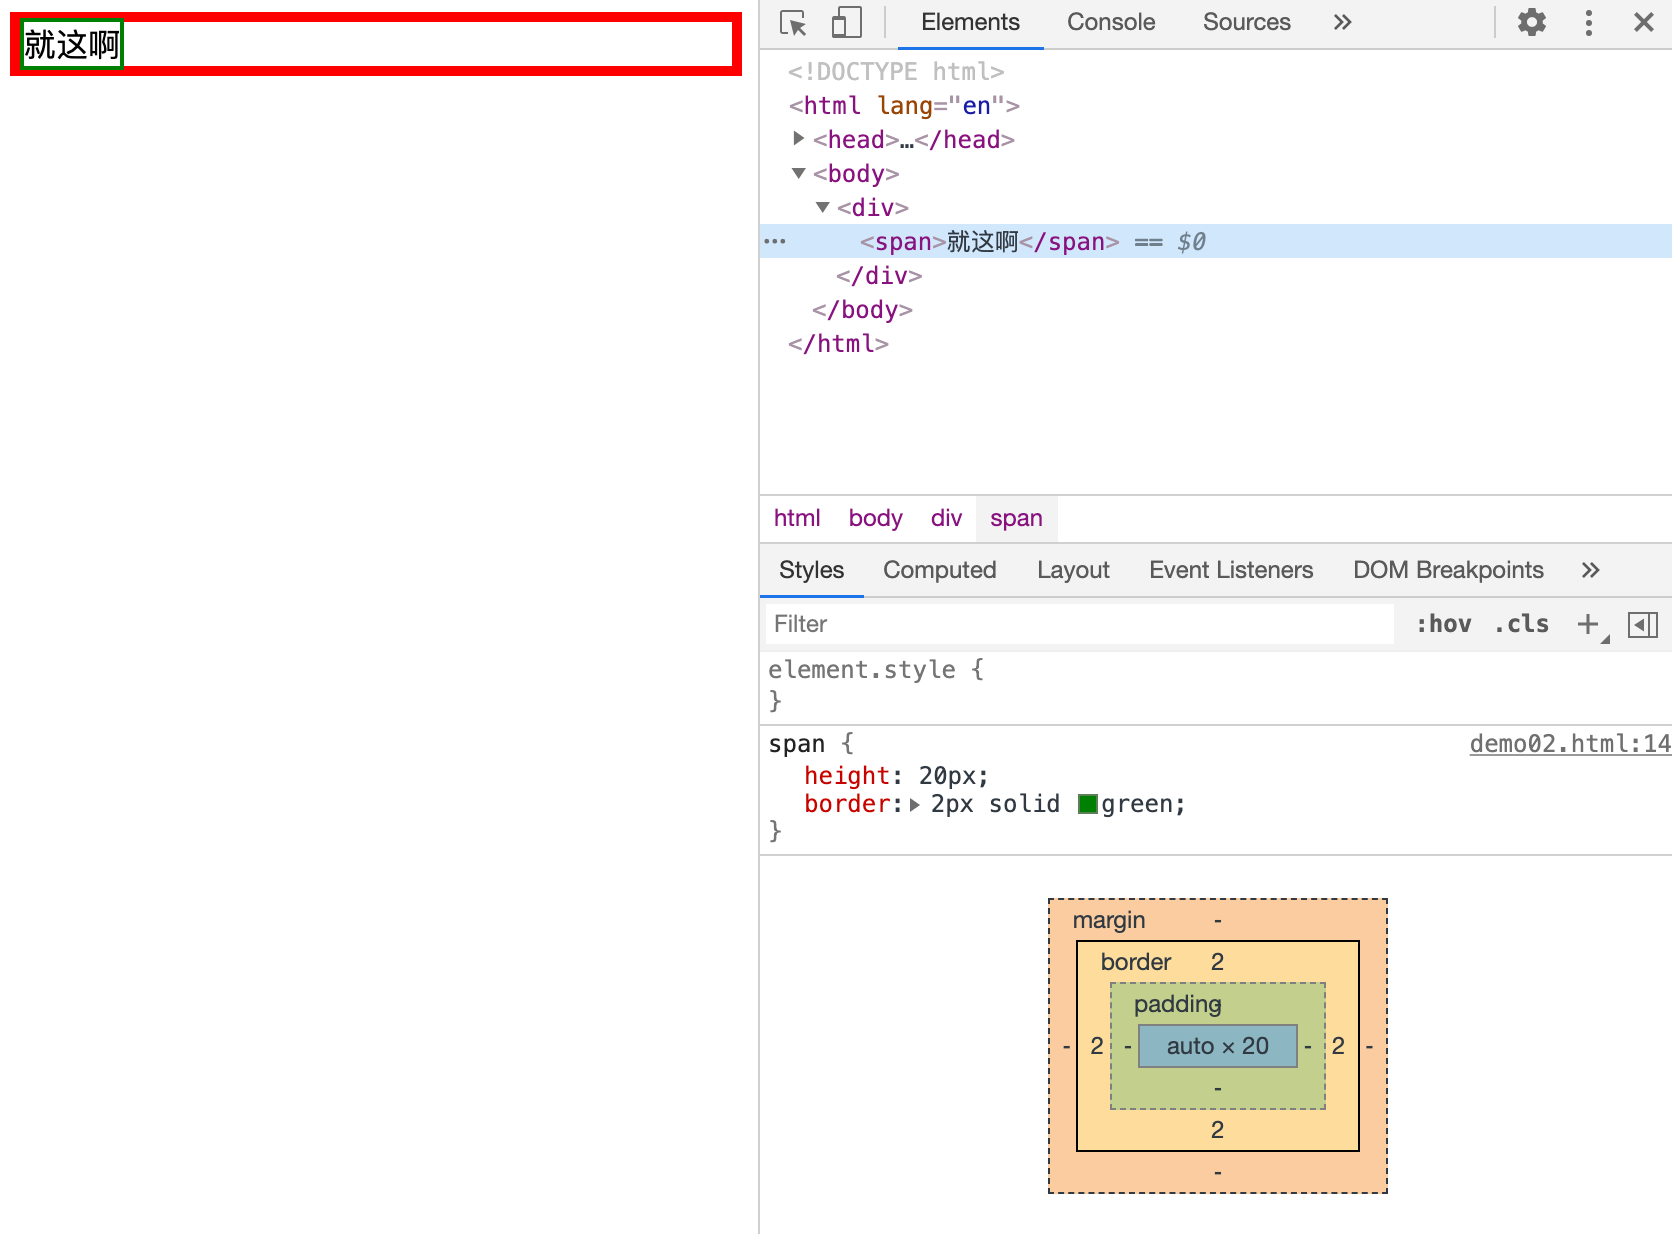 就这啊
Elements Console Sources »
<!DOCTYPE html>
<html lang="en">
<head>…</head>
<body>
<div>
<span>就这啊</span> == $0
</div>
</body>
</html>
html body div span
Styles Computed Layout Event Listeners DOM Breakpoints »
Filter :hov .cls +
element.style {
}
span { demo02.html:14
height: 20px;
border: 2px solid green;
}
margin -
border 2
padding -
- 2 - auto × 20 - 2 -
-
2
-